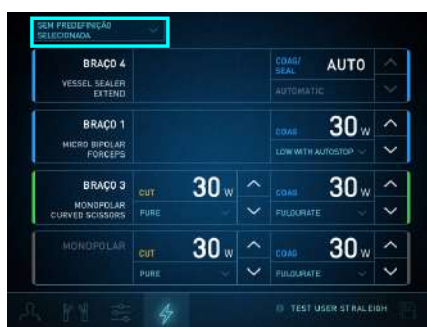 SEM PREDEFINIÇÃO
SELECIONADA
BRAÇO 4
VESSEL SEALER
EXTEND
COAG/
SEAL
AUTO
AUTOMATIC
BRAÇO 1
MICRO BIPOLAR
FORCEPS
COAG
30 W
LOW WITH AUTOSTOP
BRAÇO 3
MONOPOLAR
CURVED SCISSORS
CUT
30 W
PURE
COAG
30 W
FULGURATE
MONOPOLAR
CUT
30 W
PURE
COAG
30 W
FULGURATE
TEST USER STRALEIGH